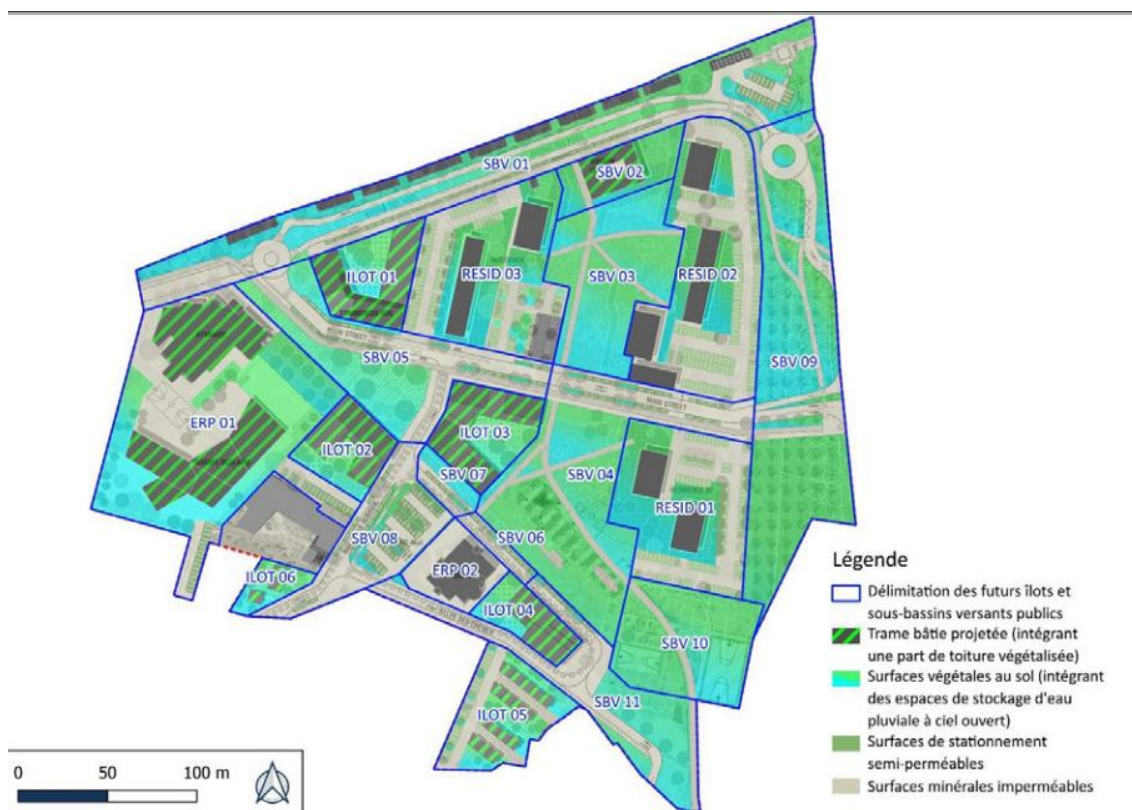 SBV 01
SBV 02
ILOT 01
RESID 03
SBV 03
RESID 02
MAIN STREET
SBV 05
SBV 09
MAIN STREET
ERP 01
ILOT 03
ILOT 02
SBV 07
SBV 04
RESID 01
SBV 08
SBV 06
ERP 02
ILOT 06
ILOT 04
SBV 10
ILOT 05
SBV 11
Légende
Délimitation des futurs îlots et
sous-bassins versants publics
Trame bâtie projetée (intégrant
une part de toiture végétalisée)
Surfaces végétales au sol (intégrant
des espaces de stockage d'eau
pluviale à ciel ouvert)
Surfaces de stationnement
semi-perméables
Surfaces minérales imperméables
0 50 100 m